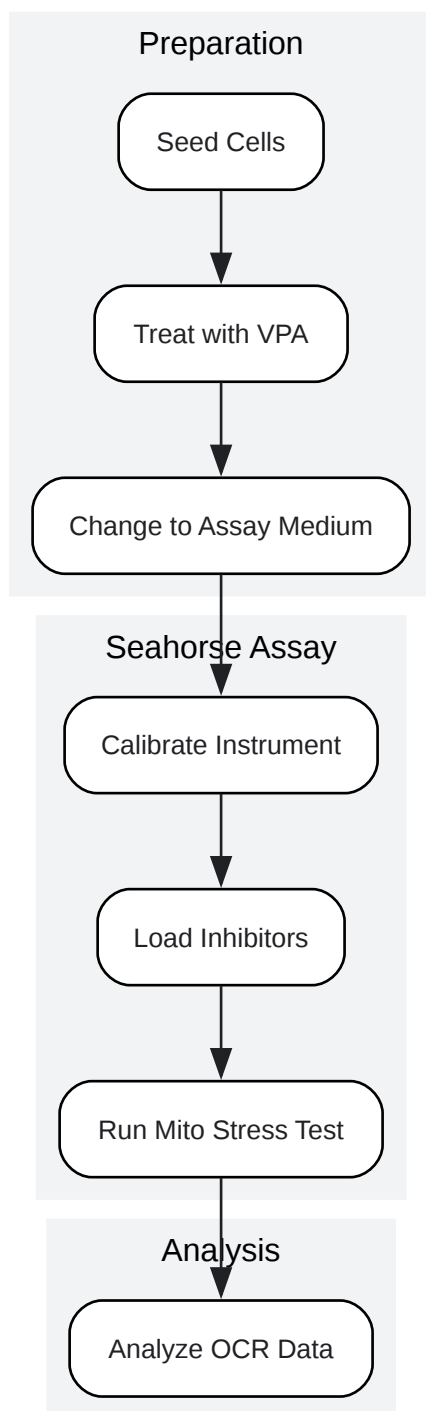 Preparation
Seed Cells
Treat with VPA
Change to Assay Medium
Seahorse Assay
Calibrate Instrument
Load Inhibitors
Run Mito Stress Test
Analysis
Analyze OCR Data